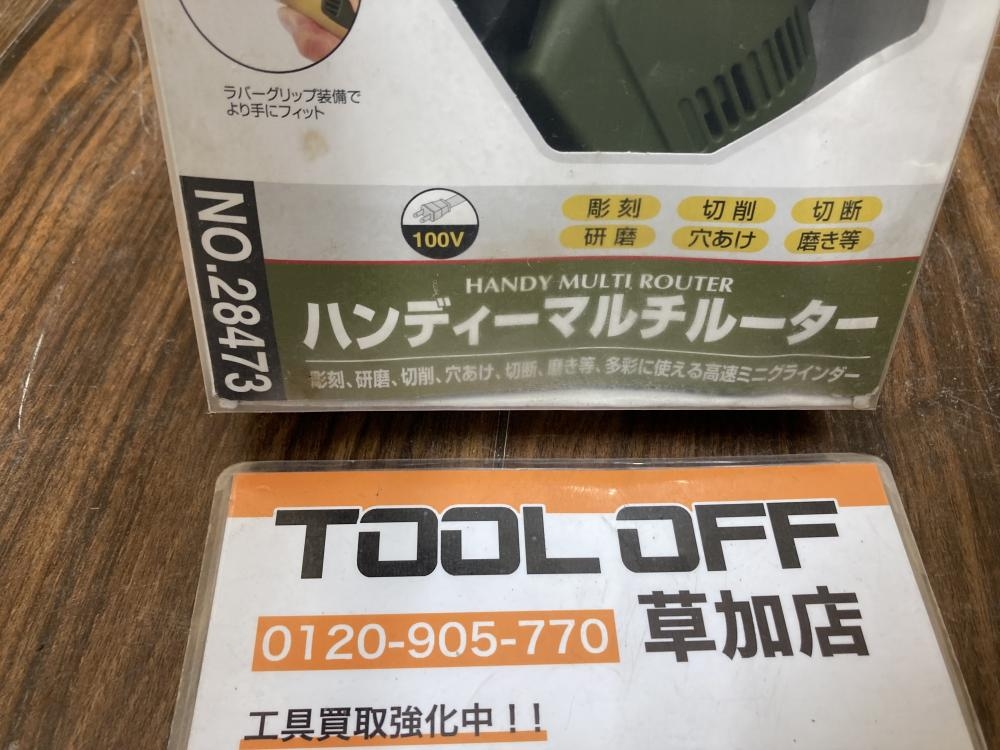 ラバーグリップ装備で
より手にフィット
NO.28473
100V
彫刻 切削 切断
研磨 穴あけ 磨き等
HANDY MULTI ROUTER
ハンディーマルチルーター
彫刻、研磨、切削、穴あけ、切断、磨き等、多彩に使える高速ミニグラインダー
TOOL OFF
0120-905-770 草加店
工具買取強化中!!